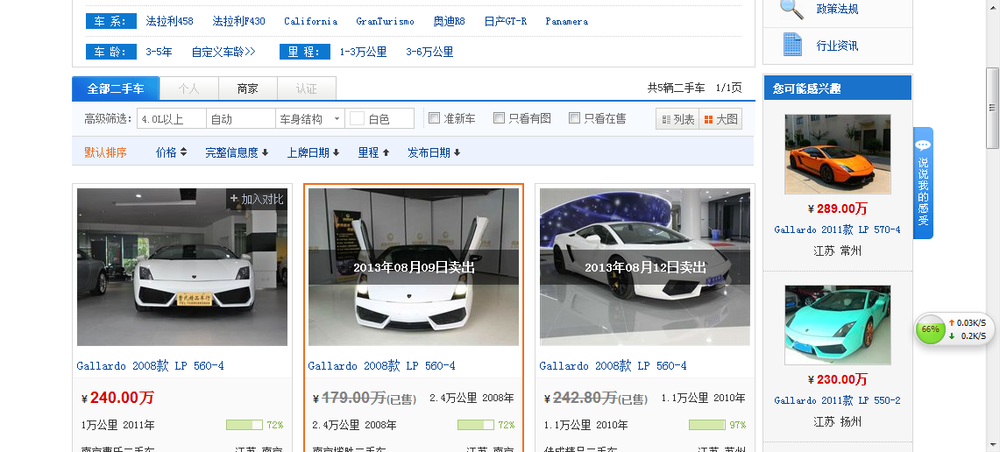 车 系: 法拉利458 法拉利F430 California GranTurismo 奥迪R8 日产GT-R Panamera
车 龄: 3-5年 自定义车龄>> 里 程: 1-3万公里 3-6万公里
政策法规
行业资讯
全部二手车 个人 商家 认证 共5辆二手车 1/1页
高级筛选: 4.0L以上 自动 车身结构 白色 准新车 只看有图 只看在售 列表 大图
默认排序 价格 完整信息度 上牌日期 里程 发布日期
您可能感兴趣
¥ 289.00万
Gallardo 2011款 LP 570-4
江苏 常州
说说我的感受
+ 加入对比
2013年08月09日卖出
2013年08月12日卖出
Gallardo 2008款 LP 560-4
Gallardo 2008款 LP 560-4
Gallardo 2008款 LP 560-4
¥ 240.00万
¥ 179.00万(已售) 2.4万公里 2008年
¥ 242.80万(已售) 1.1万公里 2010年
1万公里 2011年 72%
2.4万公里 2008年 72%
1.1万公里 2010年 97%
¥ 230.00万
Gallardo 2011款 LP 550-2
江苏 扬州
66% 0.03K/S
0.2K/S